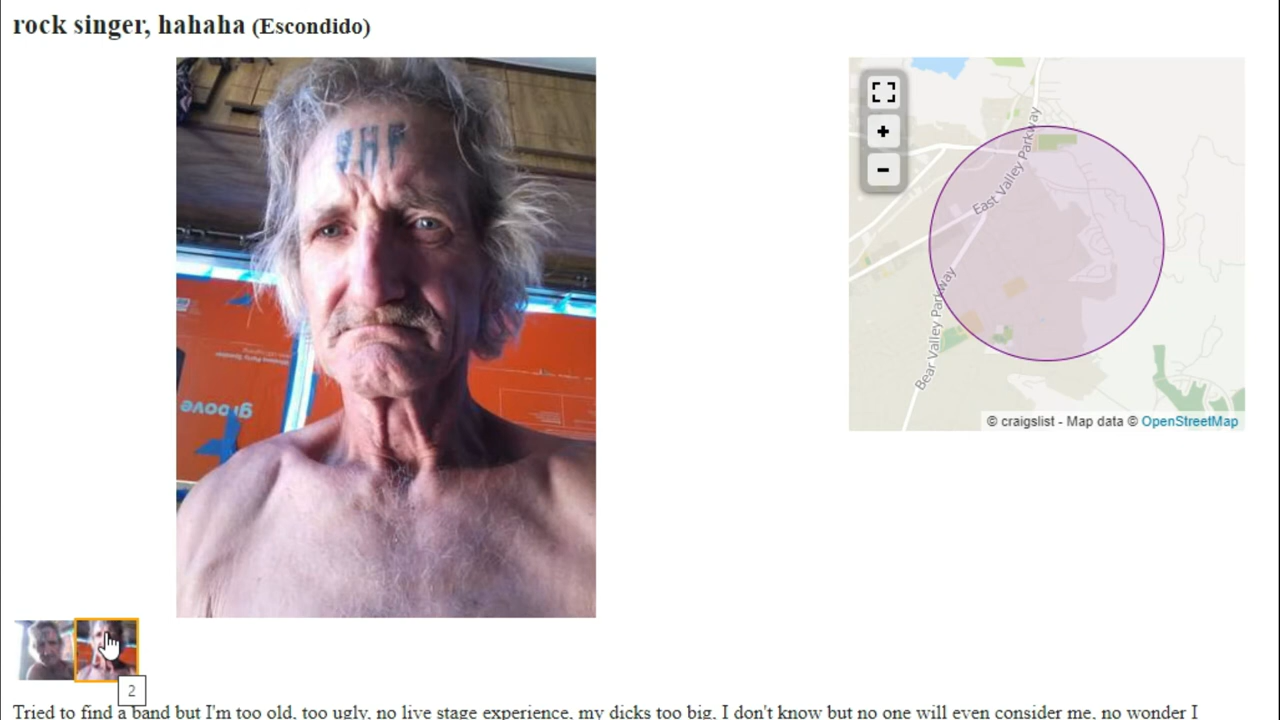 rock singer, hahaha (Escondido)
groove
+
-
East Valley Parkway
Bear Valley Parkway
© craigslist - Map data © OpenStreetMap
2
Tried to find a band but I'm too old, too ugly, no live stage experience, my dicks too big, I don't know but no one will even consider me, no wonder I